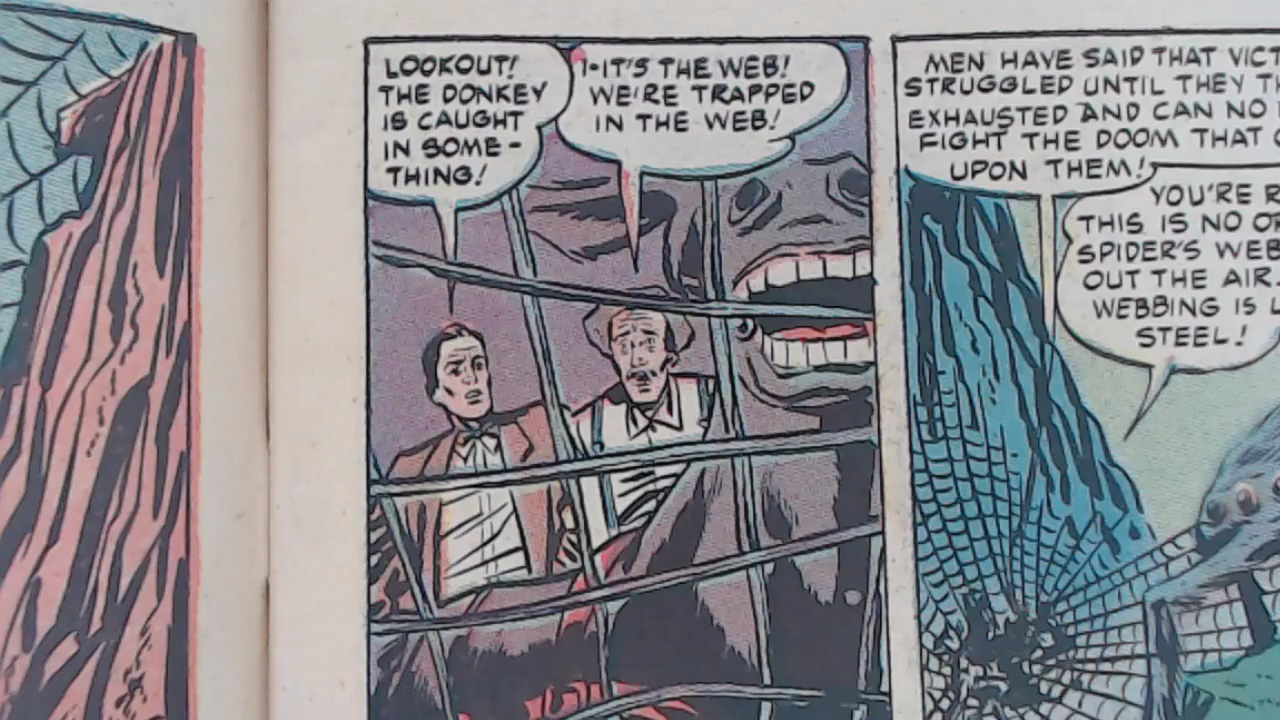 LOOKOUT!
THE DONKEY
IS CAUGHT
IN SOME-
THING!
I-IT'S THE WEB!
WE'RE TRAPPED
IN THE WEB!
MEN HAVE SAID THAT
STRUGGLED UNTIL THEY
EXHAUSTED AND CAN NO
FIGHT THE DOOM THAT
UPON THEM!
YOU'RE
THIS IS NO
SPIDER'S WEB
OUT THE AIR.
WEBBING IS
STEEL!